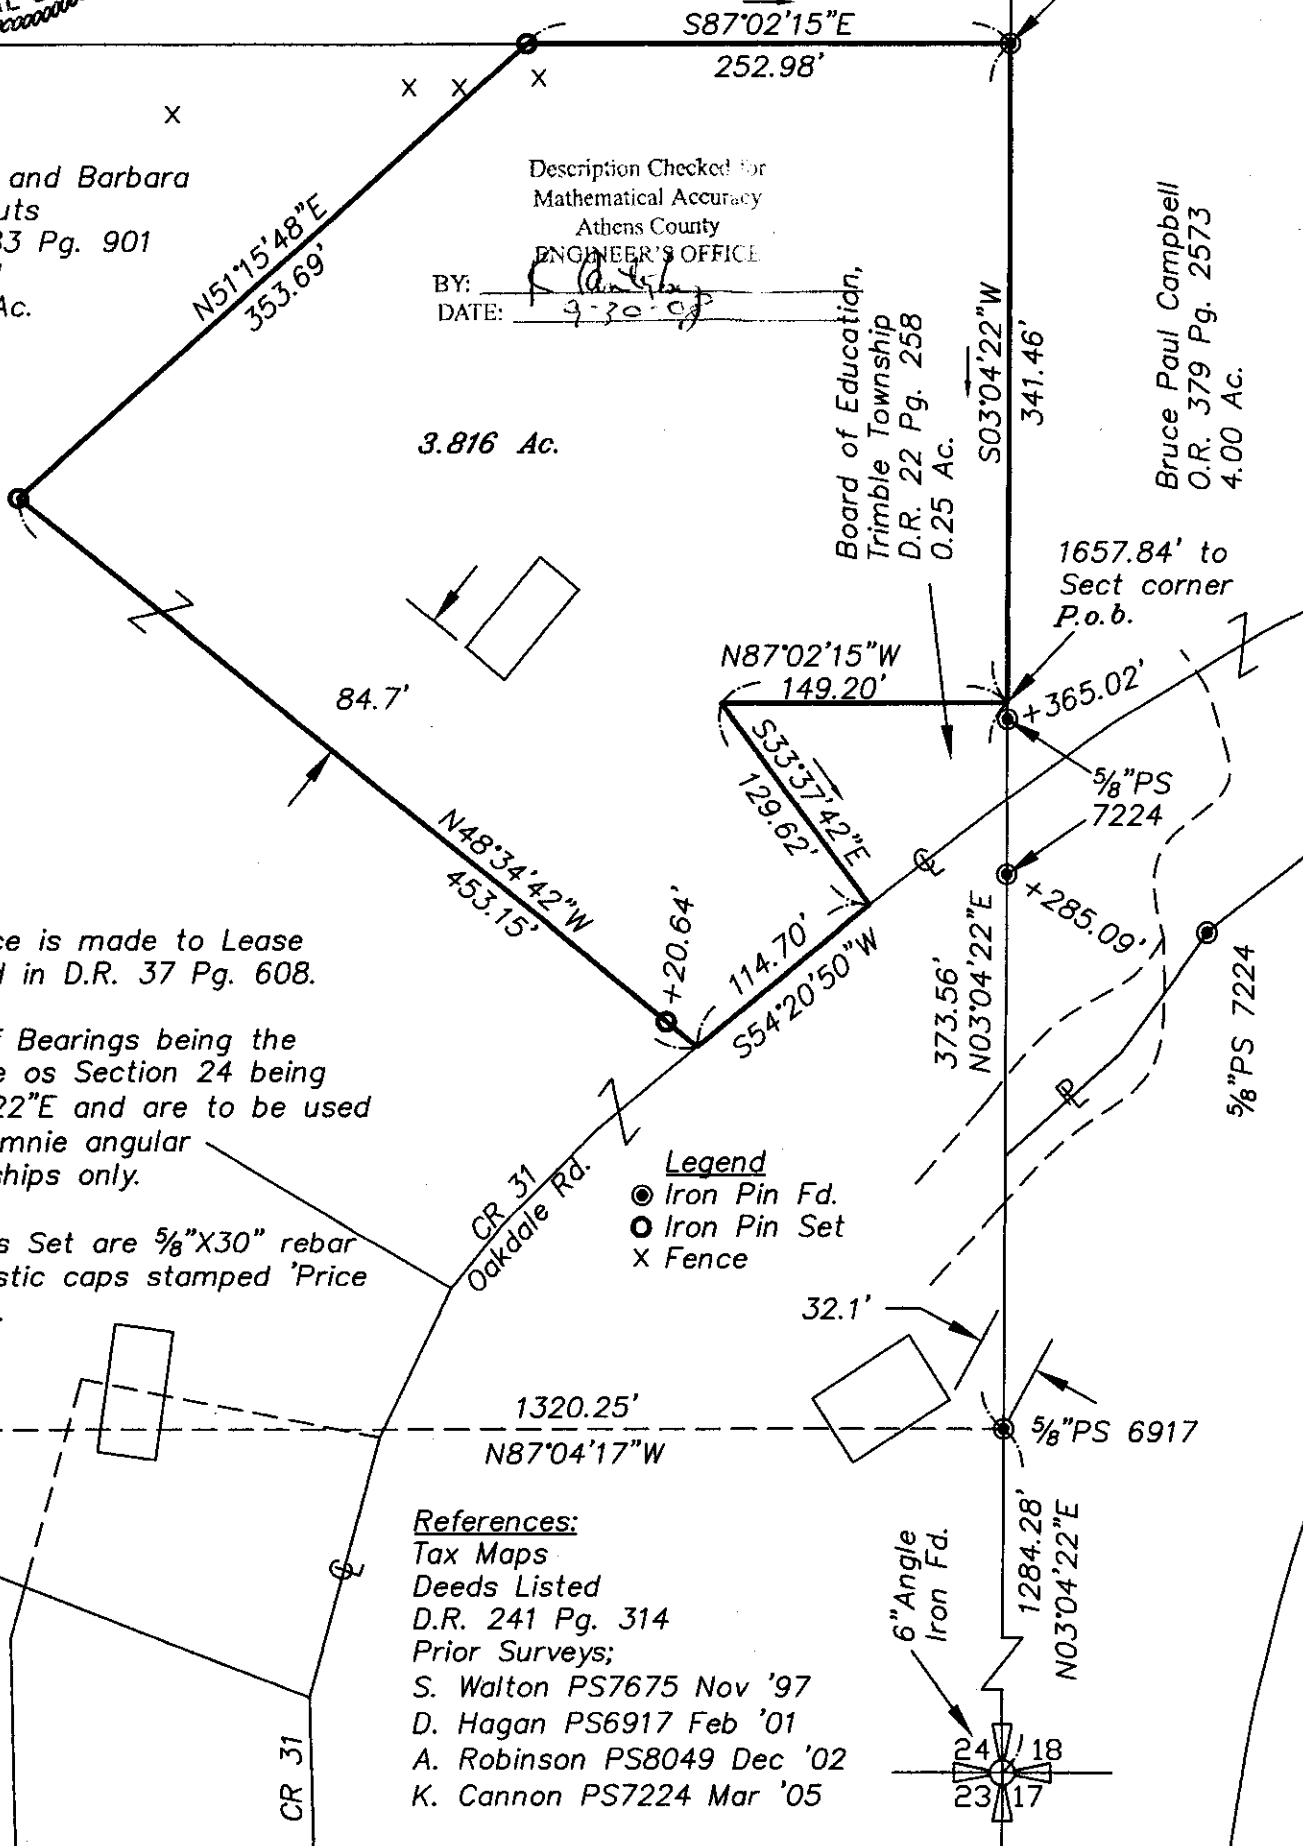 S87°02'15"E
252.98'
X
X
X
X
and Barbara
Pg. 901
Ac.
N51°15'48"E
353.69'
Description Checked for
Mathematical Accuracy
Athens County
ENGINEER'S OFFICE
BY:
DATE: 9-30-08
3.816 Ac.
Board of Education,
Trimble Township
D.R. 22 Pg. 258
0.25 Ac.
S03°04'22"W
341.46'
Bruce Paul Campbell
O.R. 379 Pg. 2573
4.00 Ac.
1657.84' to
Sect corner
P.o.b.
N87°02'15"W
149.20'
+365.02'
84.7'
S33°37'42"E
129.62'
⅝"PS
7224
N48°34'42"W
453.15'
+20.64'
114.70'
S54°20'50"W
℄
+285.09'
373.56'
N03°04'22"E
⅝"PS 7224
is made to Lease
in D.R. 37 Pg. 608.
Bearings being the
os Section 24 being
22"E and are to be used
angular
only.
Set are ⅝"X30" rebar
caps stamped 'Price
CR 31
Oakdale Rd.
Legend
Iron Pin Fd.
Iron Pin Set
X Fence
32.1'
1320.25'
N87°04'17"W
⅝"PS 6917
℄
References:
Tax Maps
Deeds Listed
D.R. 241 Pg. 314
Prior Surveys;
S. Walton PS7675 Nov '97
D. Hagan PS6917 Feb '01
A. Robinson PS8049 Dec '02
K. Cannon PS7224 Mar '05
CR 31
6"Angle
Iron Fd.
1284.28'
N03°04'22"E
24 18
23 17